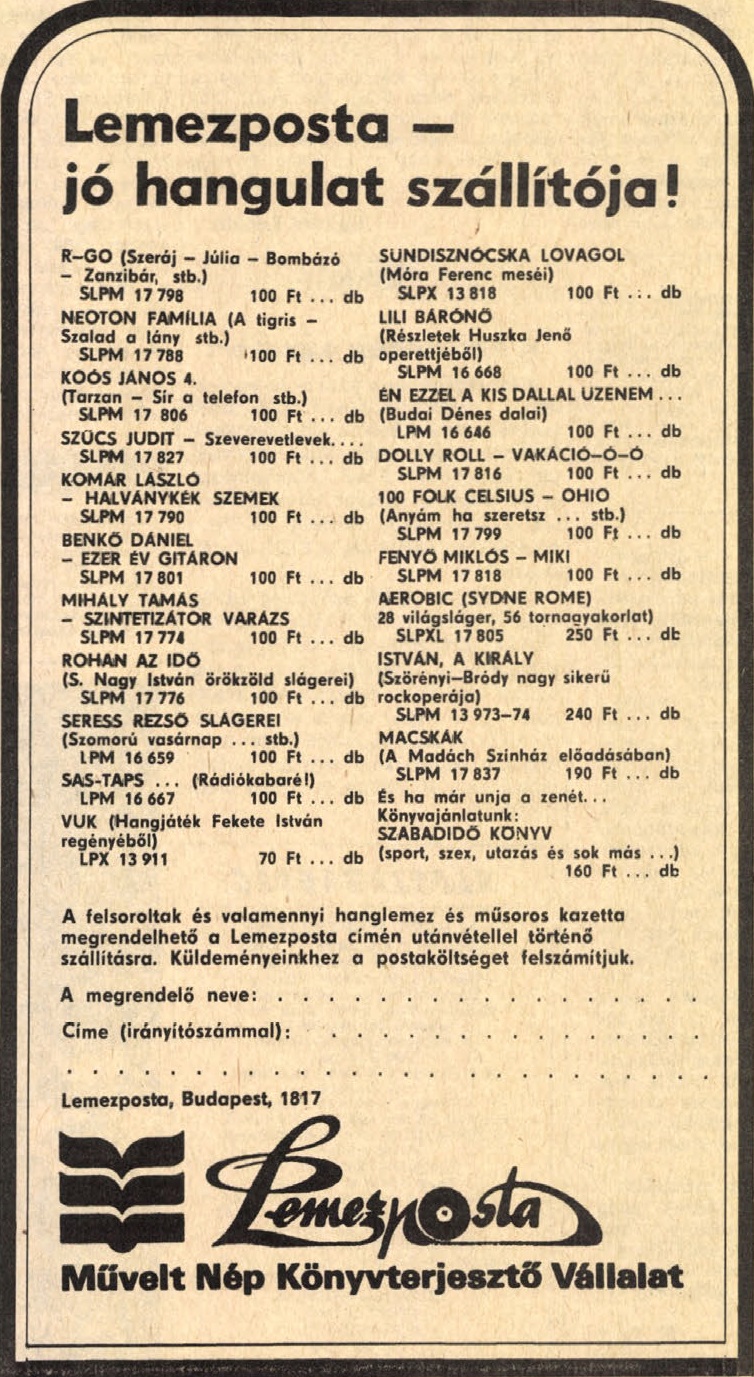 Lemezposta —
jó hangulat szállítója!
R–GO (Szeráj – Júlia – Bombázó
– Zanzibár, stb.)
SLPM 17 798 100 Ft ... db
NEOTON FAMÍLIA (A tigris –
Szalad a lány stb.)
SLPM 17 788 100 Ft ... db
KOÓS JÁNOS 4.
(Tarzan – Sír a telefon stb.)
SLPM 17 806 100 Ft ... db
SZŰCS JUDIT – Szeverevetlevek....
SLPM 17 827 100 Ft ... db
KOMÁR LÁSZLÓ
– HALVÁNYKÉK SZEMEK
SLPM 17 790 100 Ft ... db
BENKŐ DÁNIEL
– EZER ÉV GITÁRON
SLPM 17 801 100 Ft ... db
MIHÁLY TAMÁS
– SZINTETIZÁTOR VARÁZS
SLPM 17 774 100 Ft ... db
ROHAN AZ IDŐ
(S. Nagy István örökzöld slágerei)
SLPM 17 776 100 Ft ... db
SERESS REZSŐ SLÁGEREI
(Szomorú vasárnap ... stb.)
LPM 16 659 100 Ft ... db
SAS-TAPS ... (Rádiókabaré!)
LPM 16 667 100 Ft ... db
VUK (Hangjáték Fekete István
regényéből)
LPX 13 911 70 Ft ... db
SÜNDISZNÓCSKA LOVAGOL
(Móra Ferenc meséi)
SLPX 13 818 100 Ft ... db
LILI BÁRÓNŐ
(Részletek Huszka Jenő
operettjéből)
SLPM 16 668 100 Ft ... db
ÉN EZZEL A KIS DALLAL ÜZENEM ...
(Budai Dénes dalai)
LPM 16 646 100 Ft ... db
DOLLY ROLL – VAKÁCIÓ–Ó–Ó
SLPM 17 816 100 Ft ... db
100 FOLK CELSIUS – OHIO
(Anyám ha szeretsz ... stb.)
SLPM 17 799 100 Ft ... db
FENYŐ MIKLÓS – MIKI
SLPM 17 818 100 Ft ... db
AEROBIC (SYDNE ROME)
28 világsláger, 56 tornagyakorlat)
SLPXL 17 805 250 Ft ... db
ISTVÁN, A KIRÁLY
(Szörényi–Bródy nagy sikerű
rockoperája)
SLPM 13 973–74 240 Ft ... db
MACSKÁK
(A Madách Színház előadásában)
SLPM 17 837 190 Ft ... db
És ha már unja a zenét...
Könyvajánlatunk:
SZABADIDŐ KÖNYV
(sport, szex, utazás és sok más ...)
160 Ft ... db
A felsoroltak és valamennyi hanglemez és műsoros kazetta
megrendelhető a Lemezposta címén utánvétellel történő
szállításra. Küldeményeinkhez a postaköltséget felszámítjuk.
A megrendelő neve: . . . . . . . . . . . . . . . . . . . .
Címe (irányítószámmal): . . . . . . . . . . . . . . . . .
. . . . . . . . . . . . . . . . . . . . . . . . . . . . . .
Lemezposta, Budapest, 1817
Lemezposta
Művelt Nép Könyvterjesztő Vállalat